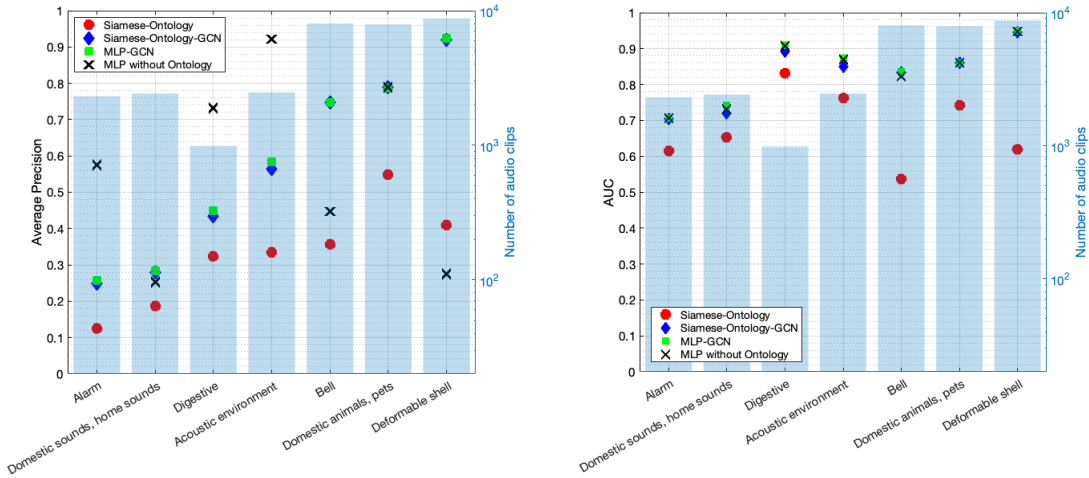 Siamese-Ontology
Siamese-Ontology-GCN
MLP-GCN
MLP without Ontology
Average Precision
1
0.9
0.8
0.7
0.6
0.5
0.4
0.3
0.2
0.1
0
10^4
10^3
10^2
Number of audio clips
Alarm
Domestic sounds, home sounds
Digestive
Acoustic environment
Bell
Domestic animals, pets
Deformable shell
AUC
1
0.9
0.8
0.7
0.6
0.5
0.4
0.3
0.2
0.1
0
Siamese-Ontology
Siamese-Ontology-GCN
MLP-GCN
MLP without Ontology
10^4
10^3
10^2
Number of audio clips
Alarm
Domestic sounds, home sounds
Digestive
Acoustic environment
Bell
Domestic animals, pets
Deformable shell